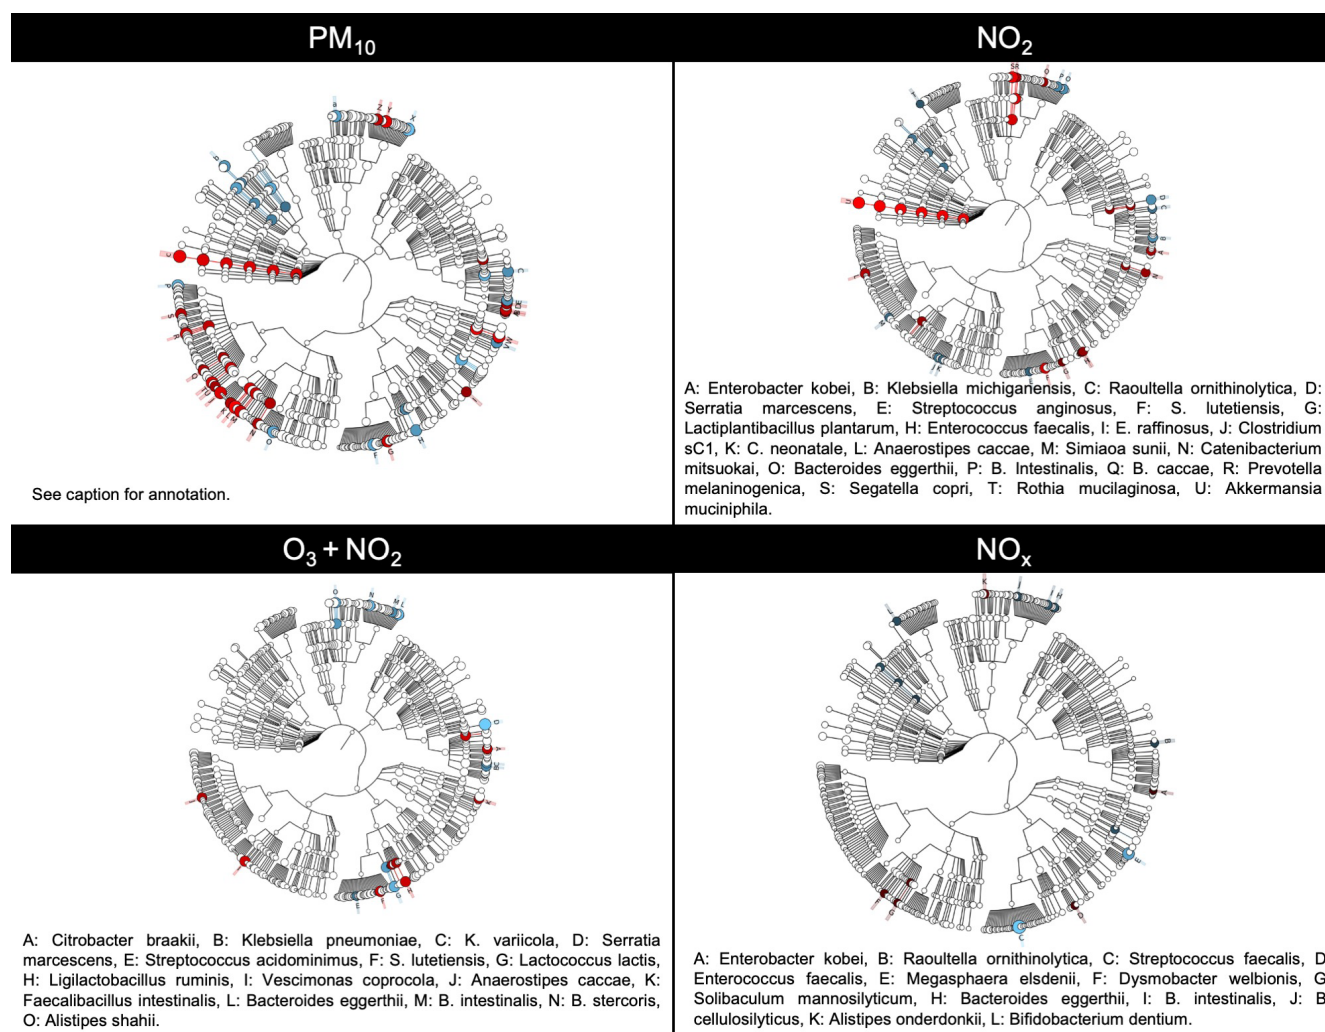 PM10
NO2
See caption for annotation.
A: Enterobacter kobei, B: Klebsiella michiganensis, C: Raoultella ornithinolytica, D:
Serratia marcescens, E: Streptococcus anginosus, F: S. lutetiensis, G:
Lactiplantibacillus plantarum, H: Enterococcus faecalis, I: E. raffinosus, J: Clostridium
sC1, K: C. neonatale, L: Anaerostipes caccae, M: Simiaoa sunii, N: Catenibacterium
mitsuokai, O: Bacteroides eggerthii, P: B. Intestinalis, Q: B. caccae, R: Prevotella
melaninogenica, S: Segatella copri, T: Rothia mucilaginosa, U: Akkermansia
muciniphila.
O3 + NO2
NOx
A: Citrobacter braakii, B: Klebsiella pneumoniae, C: K. variicola, D: Serratia
marcescens, E: Streptococcus acidominimus, F: S. lutetiensis, G: Lactococcus lactis,
H: Ligilactobacillus ruminis, I: Vescimonas coprocola, J: Anaerostipes caccae, K:
Faecalibacillus intestinalis, L: Bacteroides eggerthii, M: B. intestinalis, N: B. stercoris,
O: Alistipes shahii.
A: Enterobacter kobei, B: Raoultella ornithinolytica, C: Streptococcus faecalis, D
Enterococcus faecalis, E: Megasphaera elsdenii, F: Dysmobacter welbionis, G
Solibaculum mannosilyticum, H: Bacteroides eggerthii, I: B. intestinalis, J: B
cellulosilyticus, K: Alistipes onderdonkii, L: Bifidobacterium dentium.